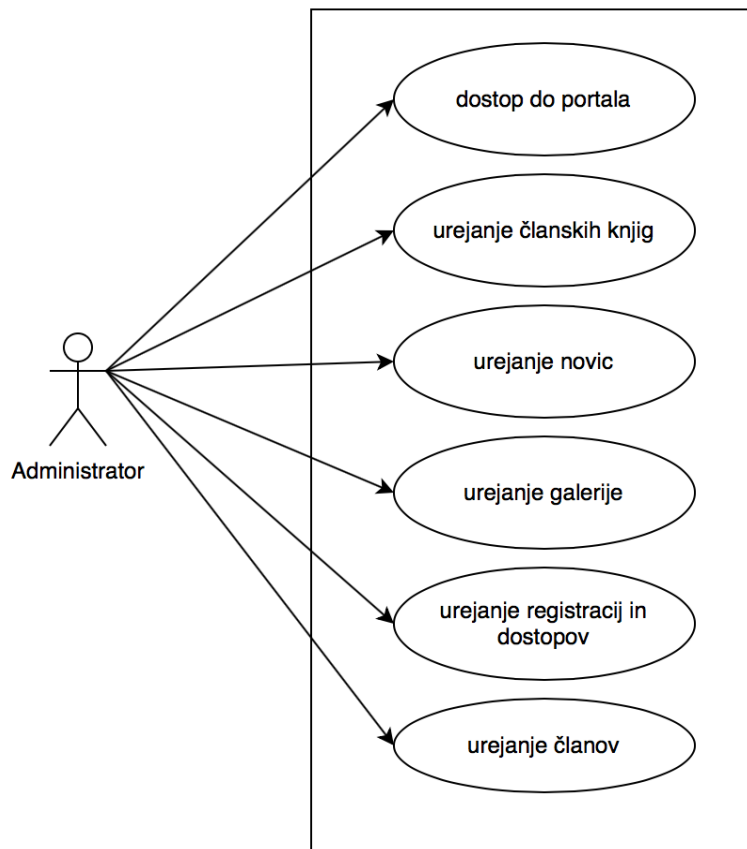 dostop do portala
urejanje članskih knjig
urejanje novic
Administrator
urejanje galerije
urejanje registracij in
dostopov
urejanje članov